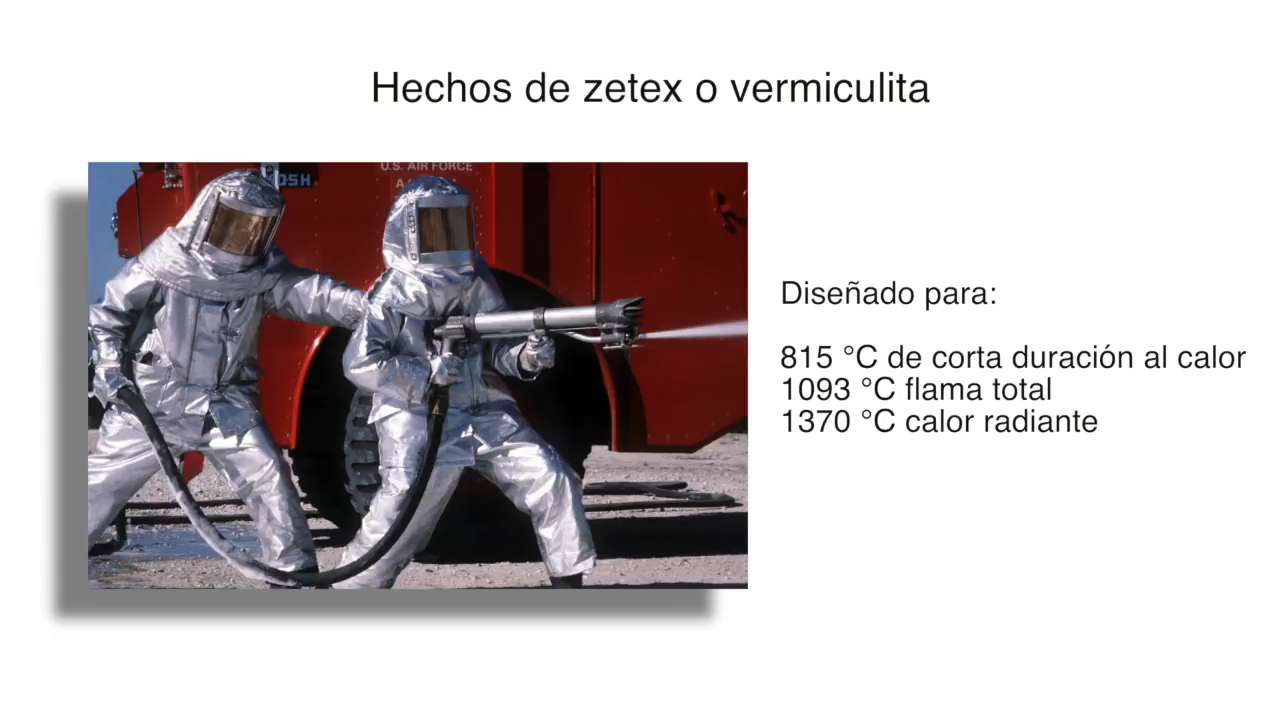 Hechos de zetex o vermiculita
U.S. AIR FORCE
Diseñado para:
815 °C de corta duración al calor
1093 °C flama total
1370 °C calor radiante